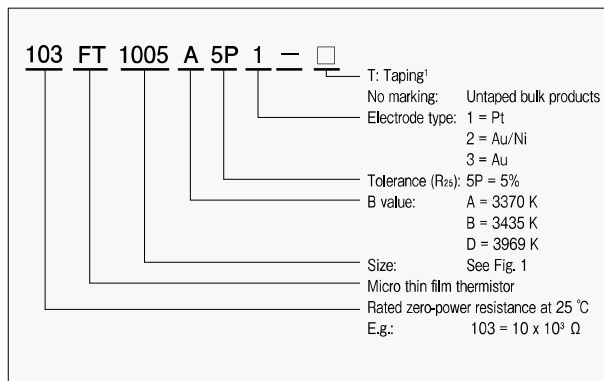 103 FT 1005 A 5P 1 – □
T: Taping¹
No marking: Untaped bulk products
Electrode type: 1 = Pt
2 = Au/Ni
3 = Au
Tolerance (R₂₅): 5P = 5%
B value: A = 3370 K
B = 3435 K
D = 3969 K
Size: See Fig. 1
Micro thin film thermistor
Rated zero-power resistance at 25 ℃
E.g.: 103 = 10 x 10³ Ω